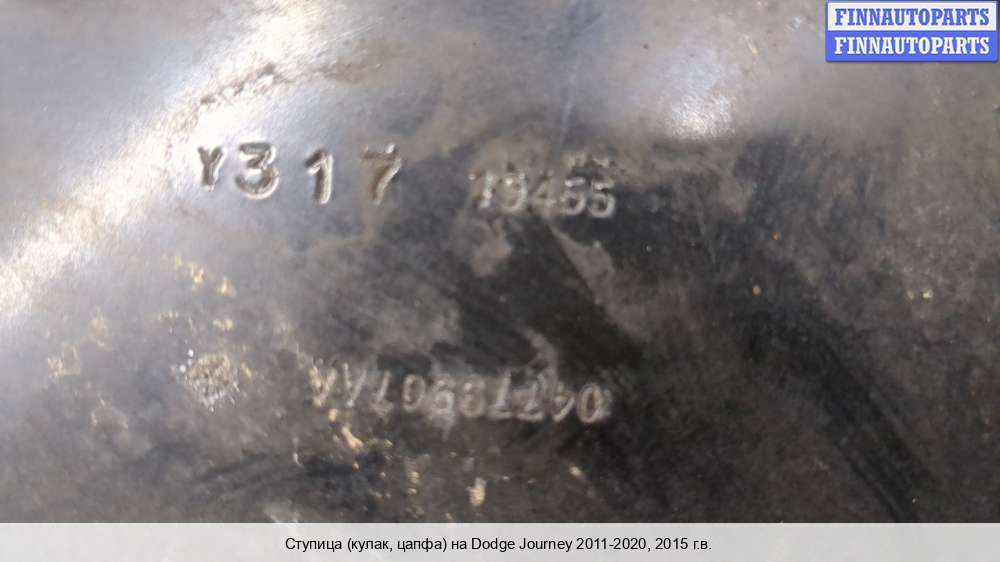 FINNAUTOPARTS
FINNAUTOPARTS
Y317 19455
Ступица (кулак, цапфа) на Dodge Journey 2011-2020, 2015 г.в.